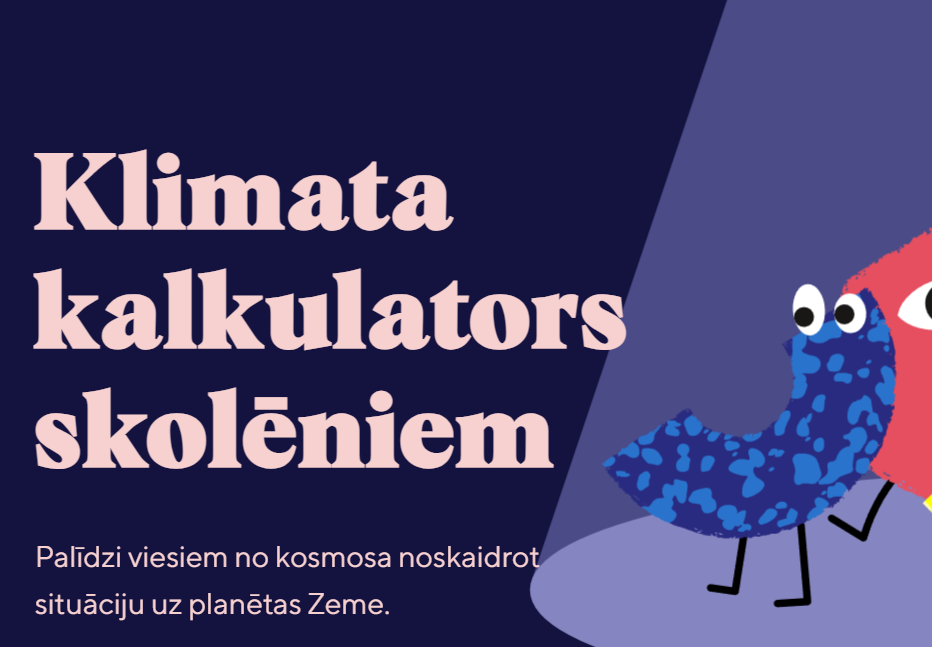 Klimata
kalkulators
skolēniem
Palīdzi viesiem no kosmosa noskaidrot
situāciju uz planētas Zeme.